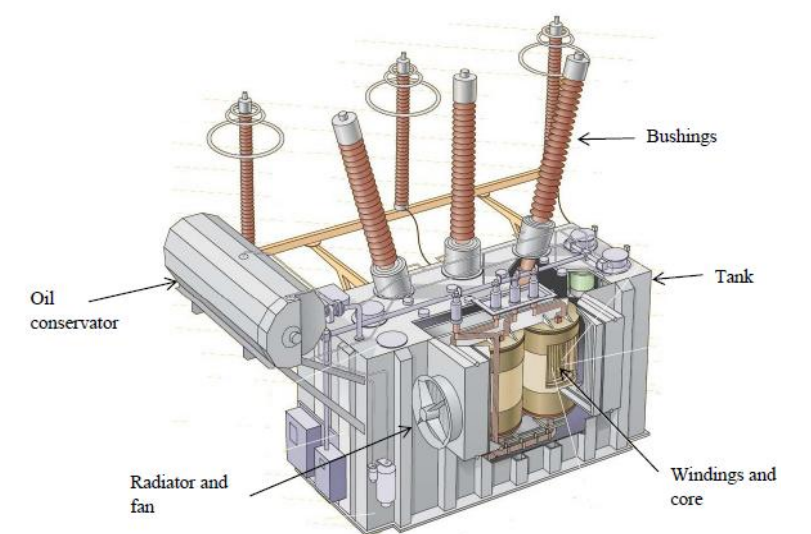 Bushings
Tank
Oil
conservator
Radiator and
fan
Windings and
core